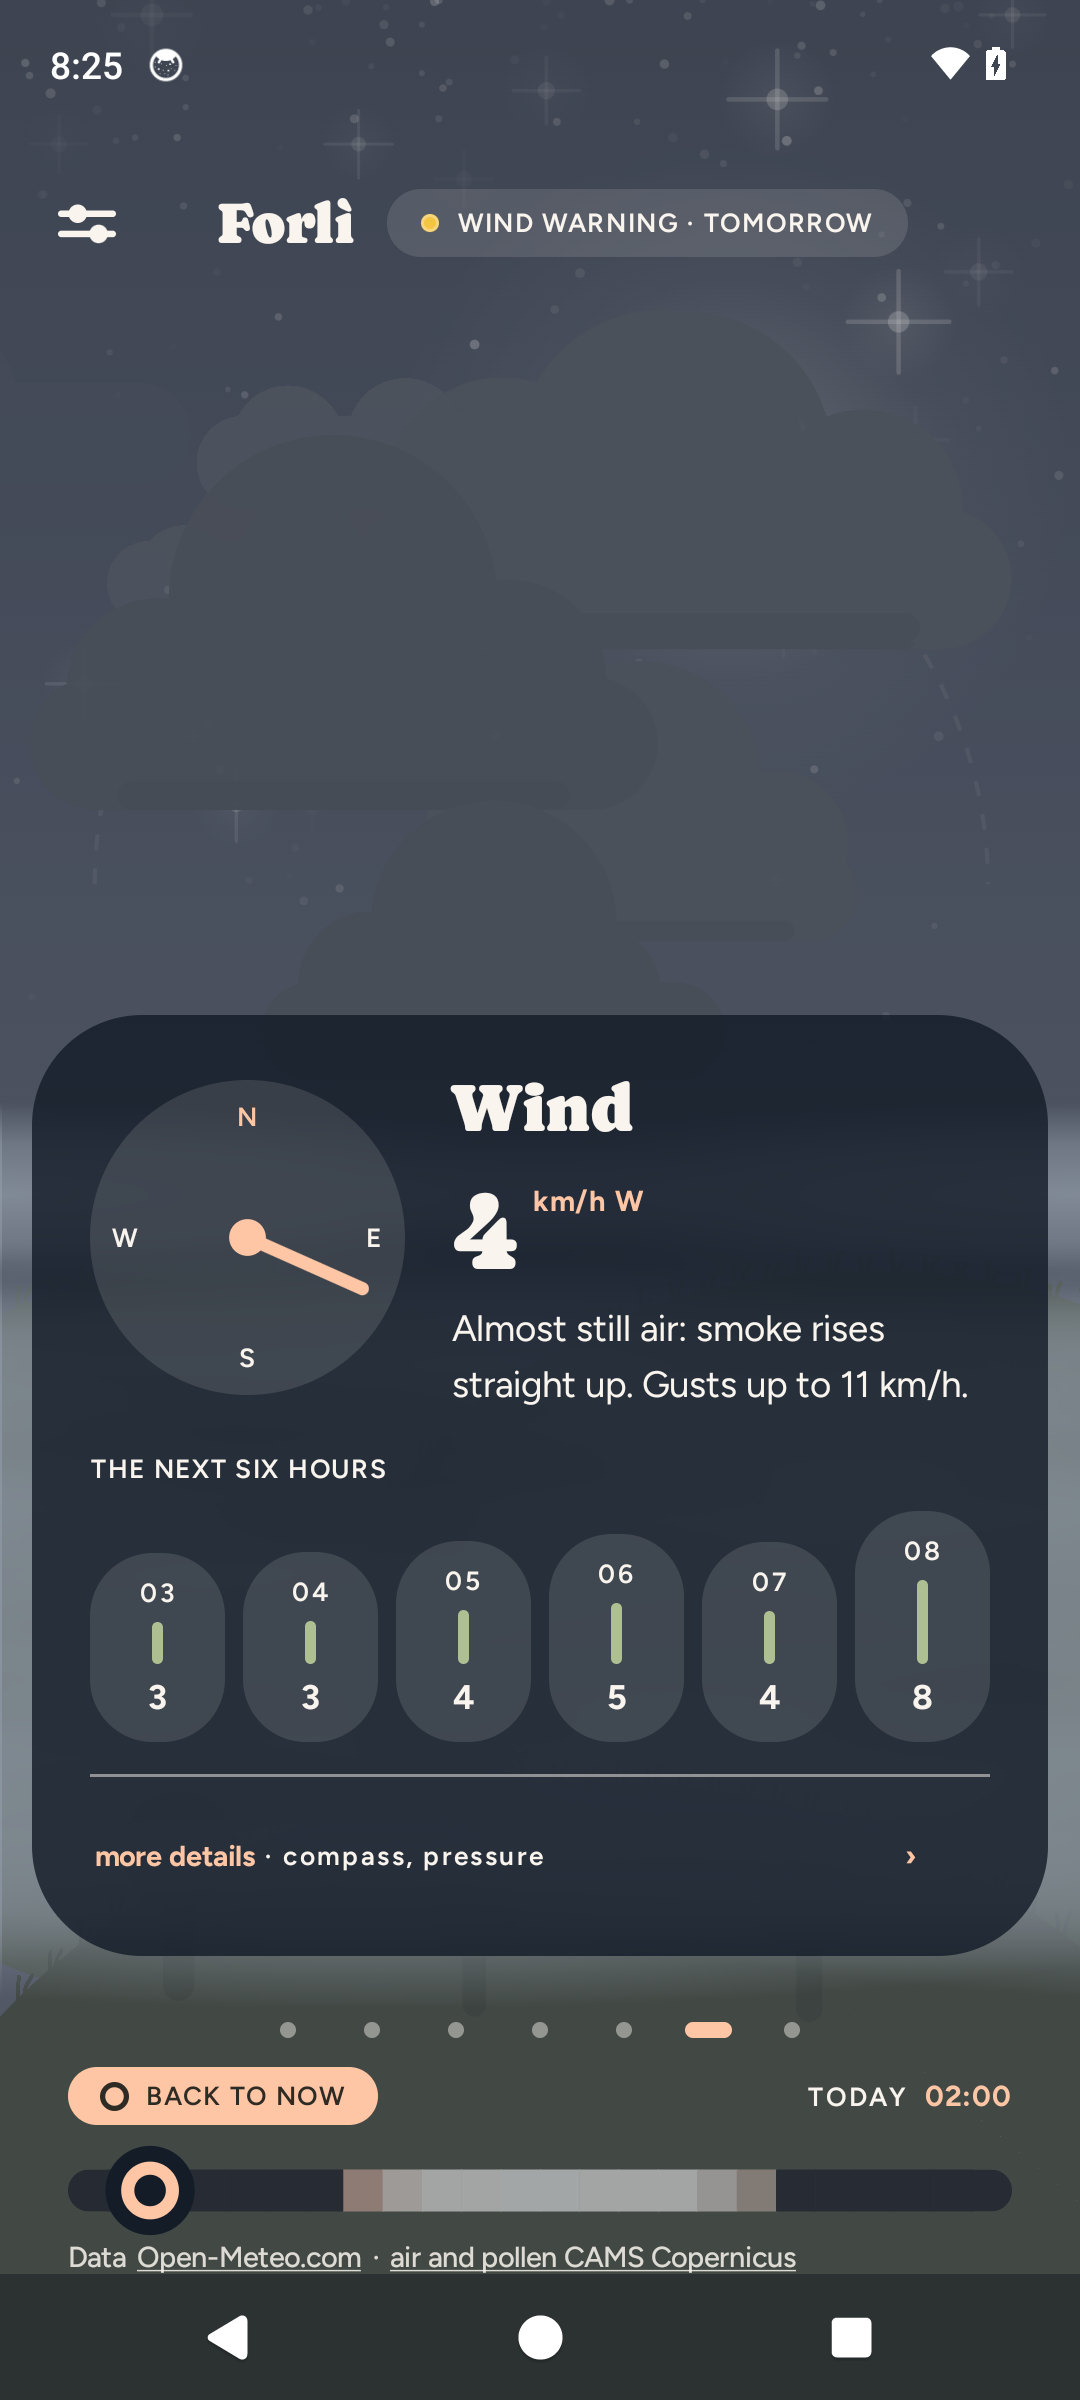 8:25
Forlì
WIND WARNING · TOMORROW
Wind
4 km/h W
Almost still air: smoke rises
straight up. Gusts up to 11 km/h.
N
W
E
S
THE NEXT SIX HOURS
03 04 05 06 07 08
3 3 4 5 4 8
more details · compass, pressure ›
BACK TO NOW
TODAY 02:00
Data Open-Meteo.com · air and pollen CAMS Copernicus